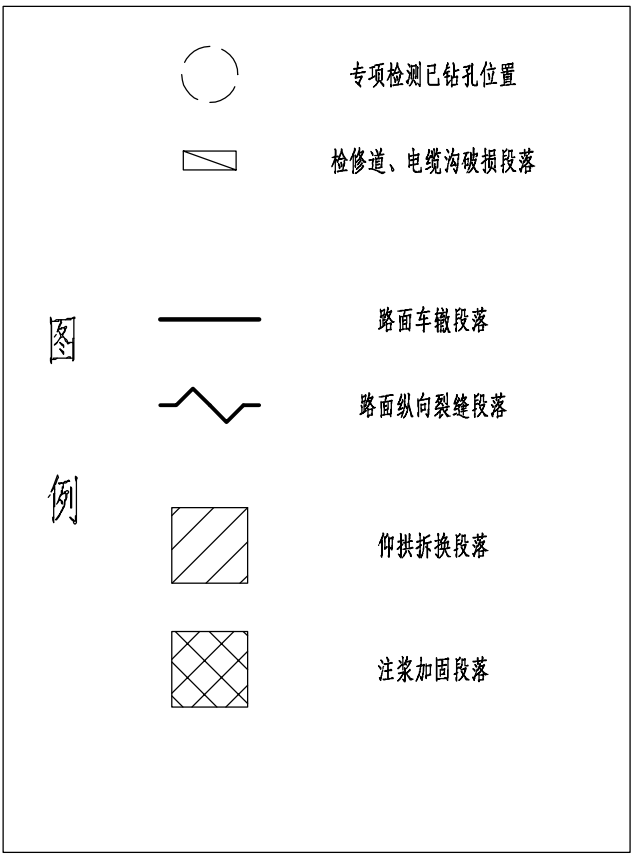 专项检测已钻孔位置
检修道、电缆沟破损段落
图例
路面车辙段落
路面纵向裂缝段落
仰拱拆换段落
注浆加固段落